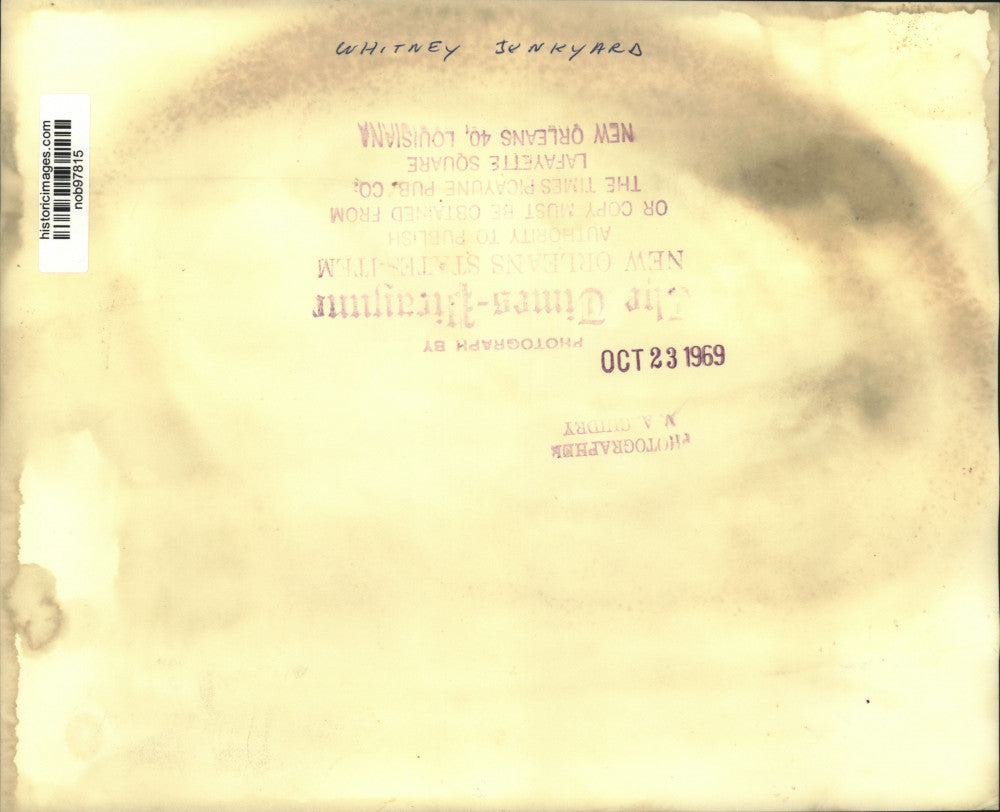 WHITNEY JUNKYARD
historicimages.com
nob97815
PHOTOGRAPH BY
The Times-Picayune
NEW ORLEANS STATES-ITEM
AUTHORITY TO PUBLISH
OR COPY MUST BE OBTAINED FROM
THE TIMES PICAYUNE PUB. CO.
LAFAYETTE SQUARE
NEW ORLEANS 40, LOUISIANA
OCT 23 1969
PHOTOGRAPHER
A. GUIDRY